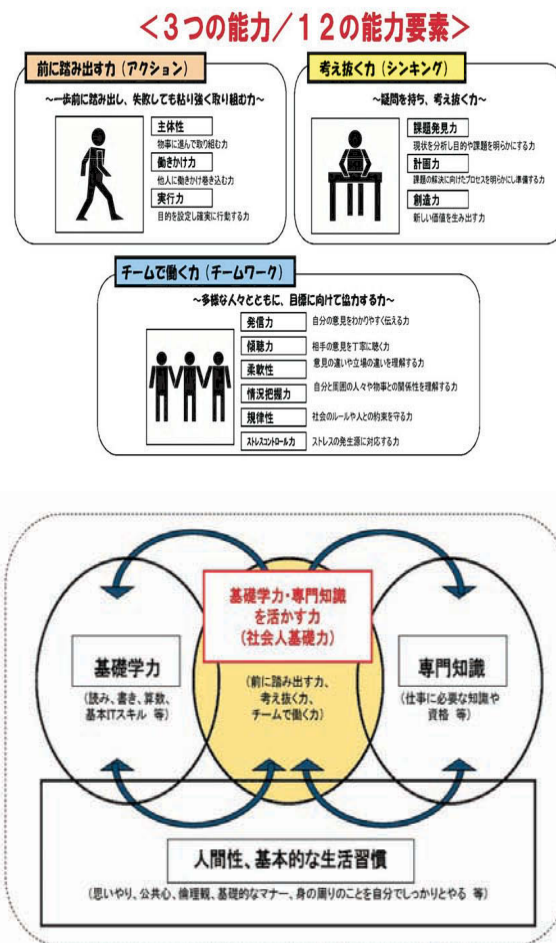 ＜３つの能力／１２の能力要素＞
前に踏み出す力（アクション）
～一歩前に踏み出し、失敗しても粘り強く取り組む力～
主体性
物事に進んで取り組む力
働きかけ力
他人に働きかけ巻き込む力
実行力
目的を設定し確実に行動する力
考え抜く力（シンキング）
～疑問を持ち、考え抜く力～
課題発見力
現状を分析し目的や課題を明らかにする力
計画力
課題の解決に向けたプロセスを明らかにし準備する力
創造力
新しい価値を生み出す力
チームで働く力（チームワーク）
～多様な人々とともに、目標に向けて協力する力～
発信力 自分の意見をわかりやすく伝える力
傾聴力 相手の意見を丁寧に聴く力
柔軟性 意見の違いや立場の違いを理解する力
情況把握力 自分と周囲の人々や物事との関係性を理解する力
規律性 社会のルールや人との約束を守る力
ストレスコントロール力 ストレスの発生源に対応する力
基礎学力・専門知識
を活かす力
（社会人基礎力）
（前に踏み出す力、
考え抜く力、
チームで働く力）
基礎学力
（読み、書き、算数、
基本ITスキル 等）
専門知識
（仕事に必要な知識や
資格 等）
人間性、基本的な生活習慣
（思いやり、公共心、倫理観、基礎的なマナー、身の周りのことを自分でしっかりとやる 等）